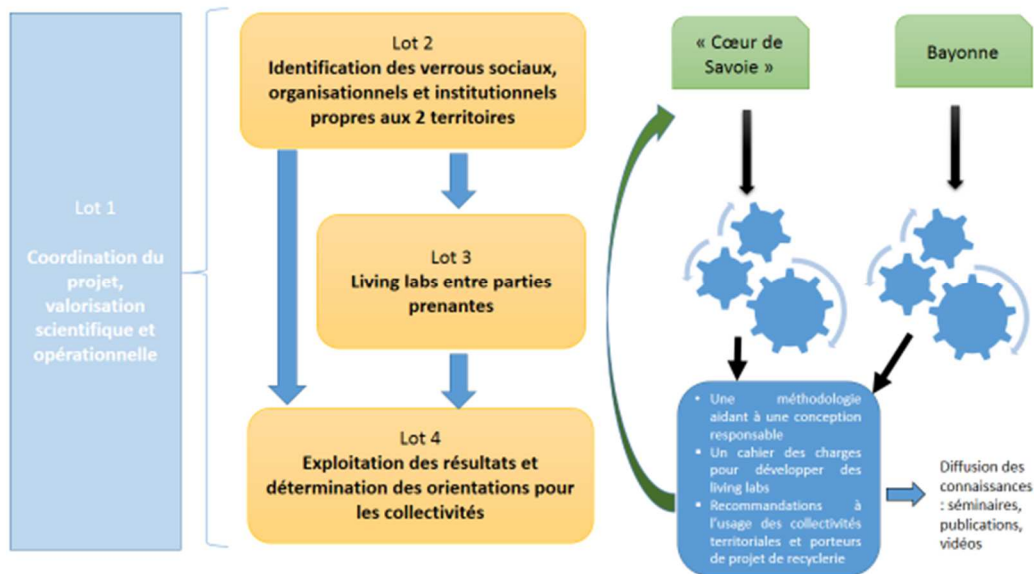 Lot 1
Coordination du
projet,
valorisation
scientifique et
opérationnelle
Lot 2
Identification des verrous sociaux,
organisationnels et institutionnels
propres aux 2 territoires
Lot 3
Living labs entre parties
prenantes
Lot 4
Exploitation des résultats et
détermination des orientations pour
les collectivités
« Cœur de
Savoie »
Bayonne
▪ Une méthodologie
aidant à une conception
responsable
▪ Un cahier des charges
pour développer des
living labs
▪ Recommandations à
l'usage des collectivités
territoriales et porteurs
de projet de recyclerie
Diffusion des
connaissances
: séminaires,
publications,
vidéos